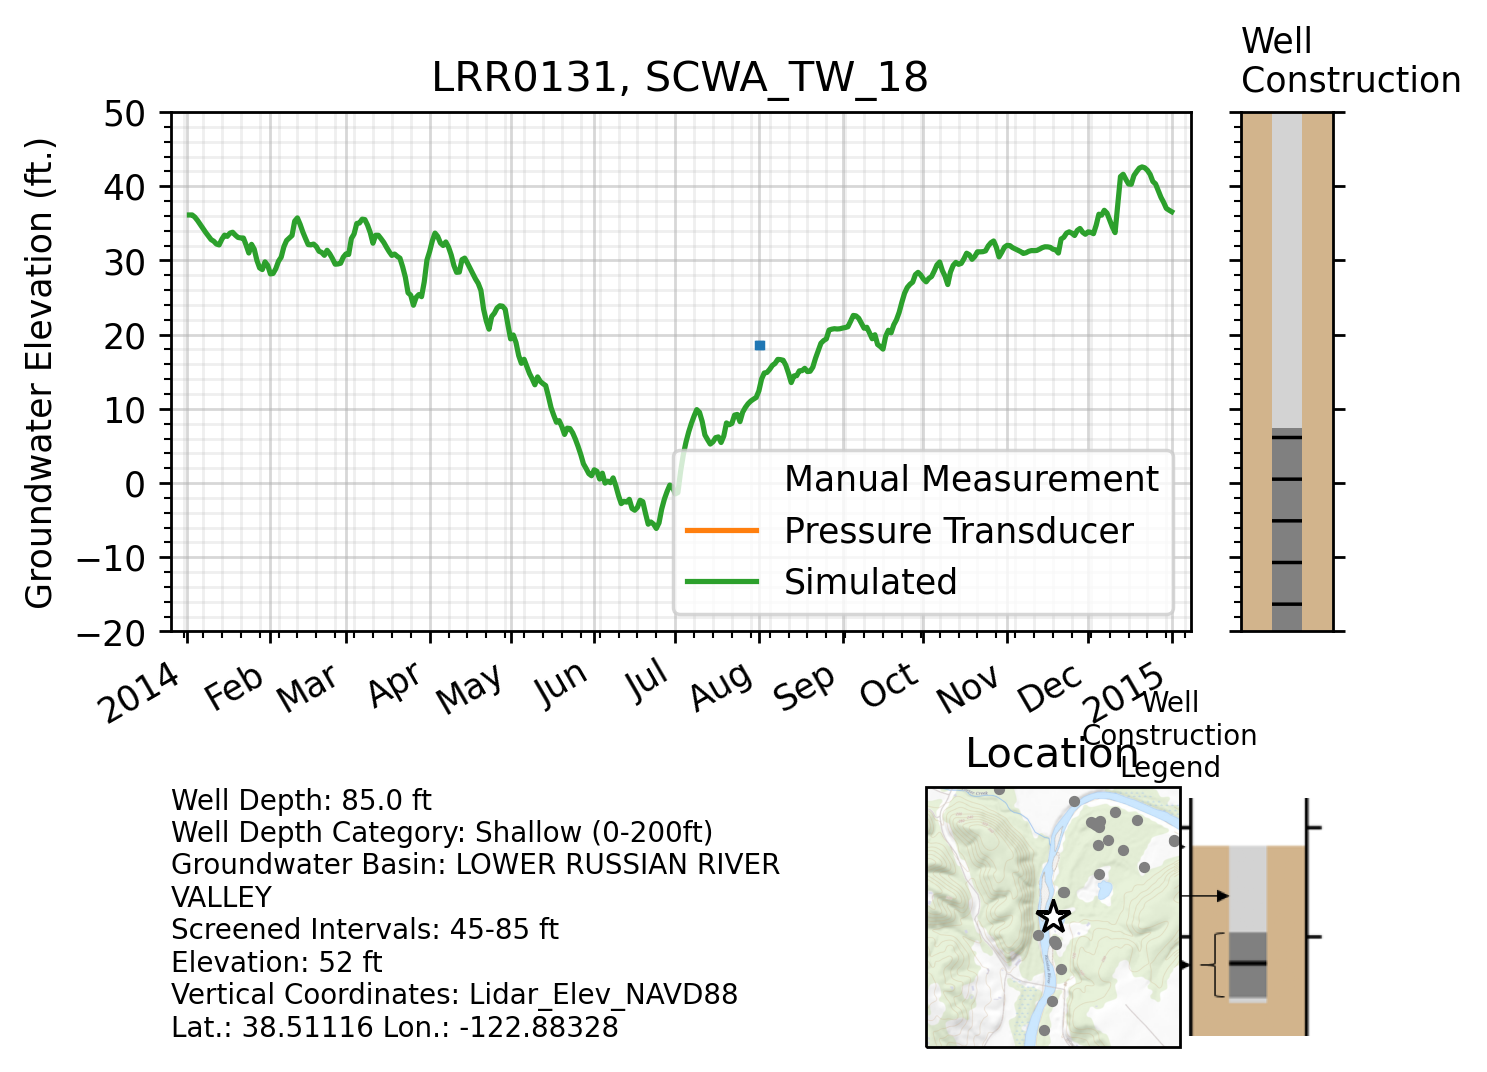 Well
Construction
LRR0131, SCWA_TW_18
Groundwater Elevation (ft.)
50
40
30
20
10
0
−10
−20
Manual Measurement
Pressure Transducer
Simulated
2014
Feb
Mar
Apr
May
Jun
Jul
Aug
Sep
Oct
Nov
Dec
2015
Well
Construction
Legend
Location
Well Depth: 85.0 ft
Well Depth Category: Shallow (0-200ft)
Groundwater Basin: LOWER RUSSIAN RIVER
VALLEY
Screened Intervals: 45-85 ft
Elevation: 52 ft
Vertical Coordinates: Lidar_Elev_NAVD88
Lat.: 38.51116 Lon.: -122.88328